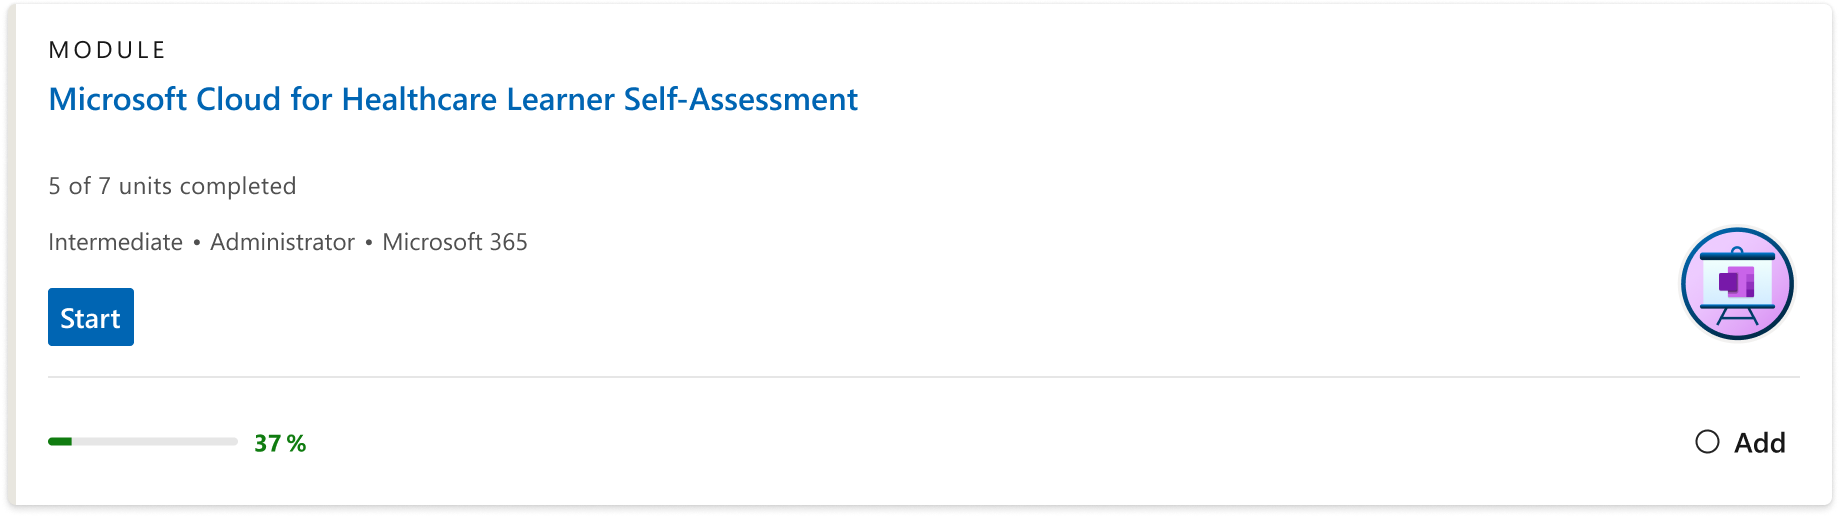 MODULE
Microsoft Cloud for Healthcare Learner Self-Assessment
5 of 7 units completed
Intermediate • Administrator • Microsoft 365
Start
37 %
Add